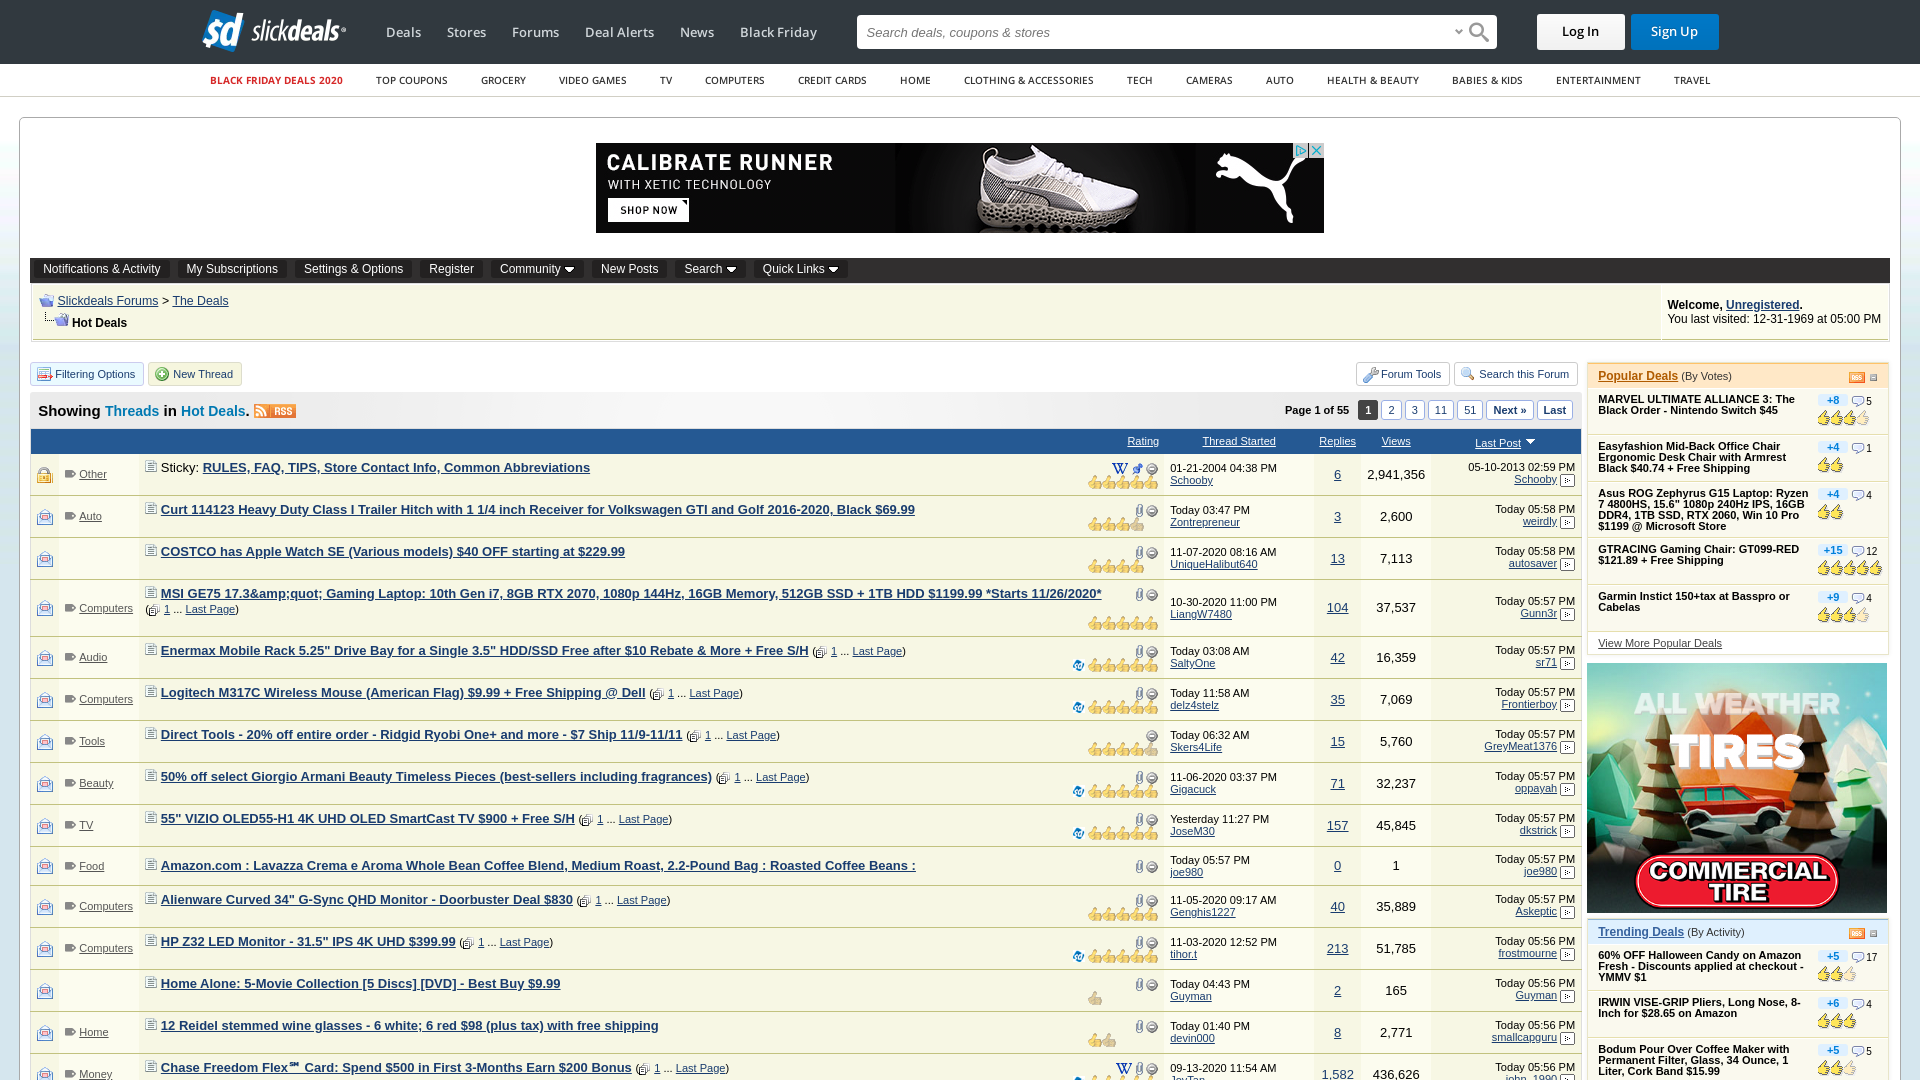 slickdeals
Deals Stores Forums Deal Alerts News Black Friday
Search deals, coupons & stores
Log In Sign Up
BLACK FRIDAY DEALS 2020 TOP COUPONS GROCERY VIDEO GAMES TV COMPUTERS CREDIT CARDS HOME CLOTHING & ACCESSORIES TECH CAMERAS AUTO HEALTH & BEAUTY BABIES & KIDS ENTERTAINMENT TRAVEL
CALIBRATE RUNNER
WITH XETIC TECHNOLOGY
SHOP NOW
Notifications & Activity My Subscriptions Settings & Options Register Community New Posts Search Quick Links
Slickdeals Forums > The Deals
Hot Deals
Welcome, Unregistered.
You last visited: 12-31-1969 at 05:00 PM
Filtering Options New Thread Forum Tools Search this Forum
Showing Threads in Hot Deals. RSS
Page 1 of 55 1 2 3 11 51 Next » Last
Rating Thread Started Replies Views Last Post
Other Sticky: RULES, FAQ, TIPS, Store Contact Info, Common Abbreviations 01-21-2004 04:38 PM Schooby 6 2,941,356 05-10-2013 02:59 PM Schooby
Auto Curt 114123 Heavy Duty Class I Trailer Hitch with 1 1/4 inch Receiver for Volkswagen GTI and Golf 2016-2020, Black $69.99 Today 03:47 PM Zontrepreneur 3 2,600 Today 05:58 PM weirdly
COSTCO has Apple Watch SE (Various models) $40 OFF starting at $229.99 11-07-2020 08:16 AM UniqueHalibut640 13 7,113 Today 05:58 PM autosaver
Computers MSI GE75 17.3&amp;quot; Gaming Laptop: 10th Gen i7, 8GB RTX 2070, 1080p 144Hz, 16GB Memory, 512GB SSD + 1TB HDD $1199.99 *Starts 11/26/2020* (1 ... Last Page) 10-30-2020 11:00 PM LiangW7480 104 37,537 Today 05:57 PM Gunn3r
Audio Enermax Mobile Rack 5.25" Drive Bay for a Single 3.5" HDD/SSD Free after $10 Rebate & More + Free S/H (1 ... Last Page) Today 03:08 AM SaltyOne 42 16,359 Today 05:57 PM sr71
Computers Logitech M317C Wireless Mouse (American Flag) $9.99 + Free Shipping @ Dell (1 ... Last Page) Today 11:58 AM delz4stelz 35 7,069 Today 05:57 PM Frontierboy
Tools Direct Tools - 20% off entire order - Ridgid Ryobi One+ and more - $7 Ship 11/9-11/11 (1 ... Last Page) Today 06:32 AM Skers4Life 15 5,760 Today 05:57 PM GreyMeat1376
Beauty 50% off select Giorgio Armani Beauty Timeless Pieces (best-sellers including fragrances) (1 ... Last Page) 11-06-2020 03:37 PM Gigacuck 71 32,237 Today 05:57 PM oppayah
TV 55" VIZIO OLED55-H1 4K UHD OLED SmartCast TV $900 + Free S/H (1 ... Last Page) Yesterday 11:27 PM JoseM30 157 45,845 Today 05:57 PM dkstrick
Food Amazon.com : Lavazza Crema e Aroma Whole Bean Coffee Blend, Medium Roast, 2.2-Pound Bag : Roasted Coffee Beans : Today 05:57 PM joe980 0 1 Today 05:57 PM joe980
Computers Alienware Curved 34" G-Sync QHD Monitor - Doorbuster Deal $830 (1 ... Last Page) 11-05-2020 09:17 AM Genghis1227 40 35,889 Today 05:57 PM Askeptic
Computers HP Z32 LED Monitor - 31.5" IPS 4K UHD $399.99 (1 ... Last Page) 11-03-2020 12:52 PM tihor.t 213 51,785 Today 05:56 PM frostmourne
Home Alone: 5-Movie Collection [5 Discs] [DVD] - Best Buy $9.99 Today 04:43 PM Guyman 2 165 Today 05:56 PM Guyman
Home 12 Reidel stemmed wine glasses - 6 white; 6 red $98 (plus tax) with free shipping Today 01:40 PM devin000 8 2,771 Today 05:56 PM smallcapguru
Money Chase Freedom Flex℠ Card: Spend $500 in First 3-Months Earn $200 Bonus (1 ... Last Page) 09-13-2020 11:54 AM JoyTan 1,582 436,626 Today 05:56 PM john_1990
Popular Deals (By Votes) RSS
MARVEL ULTIMATE ALLIANCE 3: The +8 5
Black Order - Nintendo Switch $45
Easyfashion Mid-Back Office Chair +4 1
Ergonomic Desk Chair with Armrest
Black $40.74 + Free Shipping
Asus ROG Zephyrus G15 Laptop: Ryzen +4 4
7 4800HS, 15.6" 1080p 240Hz IPS, 16GB
DDR4, 1TB SSD, RTX 2060, Win 10 Pro
$1199 @ Microsoft Store
GTRACING Gaming Chair: GT099-RED +15 12
$121.89 + Free Shipping
Garmin Instict 150+tax at Basspro or +9 4
Cabelas
View More Popular Deals
ALL WEATHER
TIRES
COMMERCIAL
TIRE
Trending Deals (By Activity) RSS
60% OFF Halloween Candy on Amazon +5 17
Fresh - Discounts applied at checkout -
YMMV $1
IRWIN VISE-GRIP Pliers, Long Nose, 8- +6 4
Inch for $28.65 on Amazon
Bodum Pour Over Coffee Maker with +5 5
Permanent Filter, Glass, 34 Ounce, 1
Liter, Cork Band $15.99